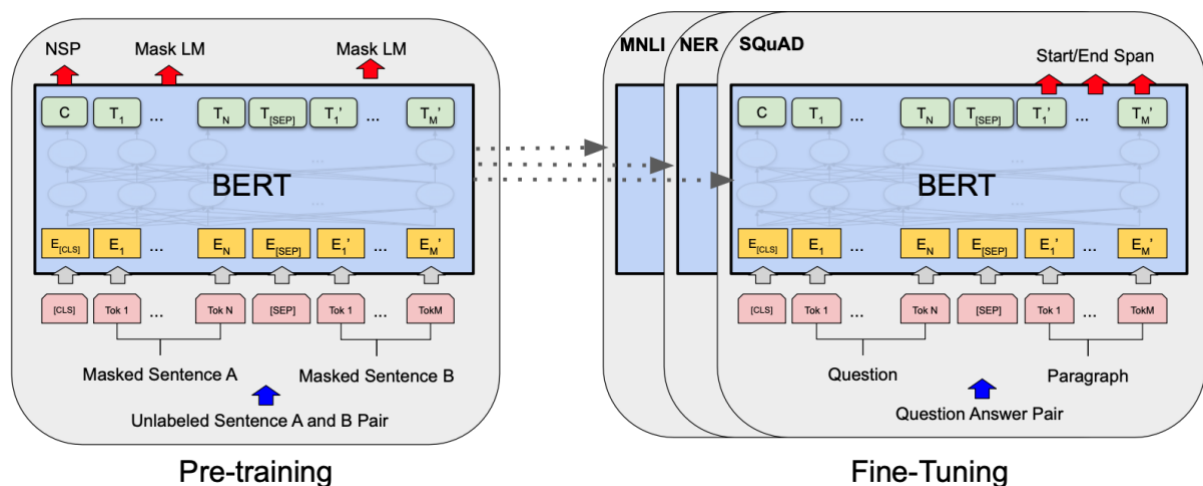 NSP Mask LM Mask LM
C T1 ... TN T[SEP] T1' ... TM'
BERT
E[CLS] E1 ... EN E[SEP] E1' ... EM'
[CLS] Tok 1 ... Tok N [SEP] Tok 1 ... TokM
Masked Sentence A Masked Sentence B
Unlabeled Sentence A and B Pair
Pre-training
MNLI NER SQuAD
Start/End Span
C T1 ... TN T[SEP] T1' ... TM'
BERT
E[CLS] E1 ... EN E[SEP] E1' ... EM'
[CLS] Tok 1 ... Tok N [SEP] Tok 1 ... TokM
Question Paragraph
Question Answer Pair
Fine-Tuning